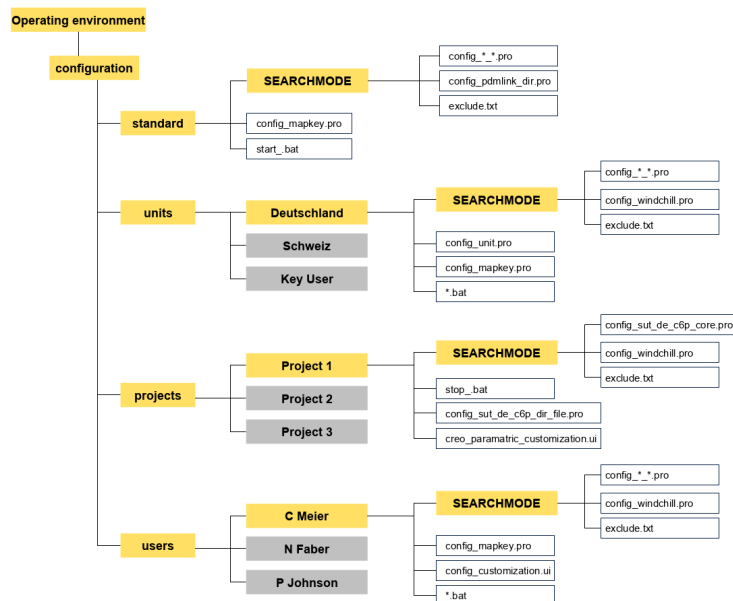 Operating environment
configuration
standard
SEARCHMODE
config_*_*.pro
config_pdmlink_dir.pro
exclude.txt
config_mapkey.pro
start_.bat
units
Deutschland
SEARCHMODE
config_*_*.pro
config_windchill.pro
exclude.txt
config_unit.pro
config_mapkey.pro
*.bat
Schweiz
Key User
projects
Project 1
SEARCHMODE
config_sut_de_c6p_core.pro
config_windchill.pro
exclude.txt
stop_.bat
config_sut_de_c6p_dir_file.pro
creo_paramatric_customization.ui
Project 2
Project 3
users
C Meier
SEARCHMODE
config_*_*.pro
config_windchill.pro
exclude.txt
config_mapkey.pro
config_customization.ui
*.bat
N Faber
P Johnson